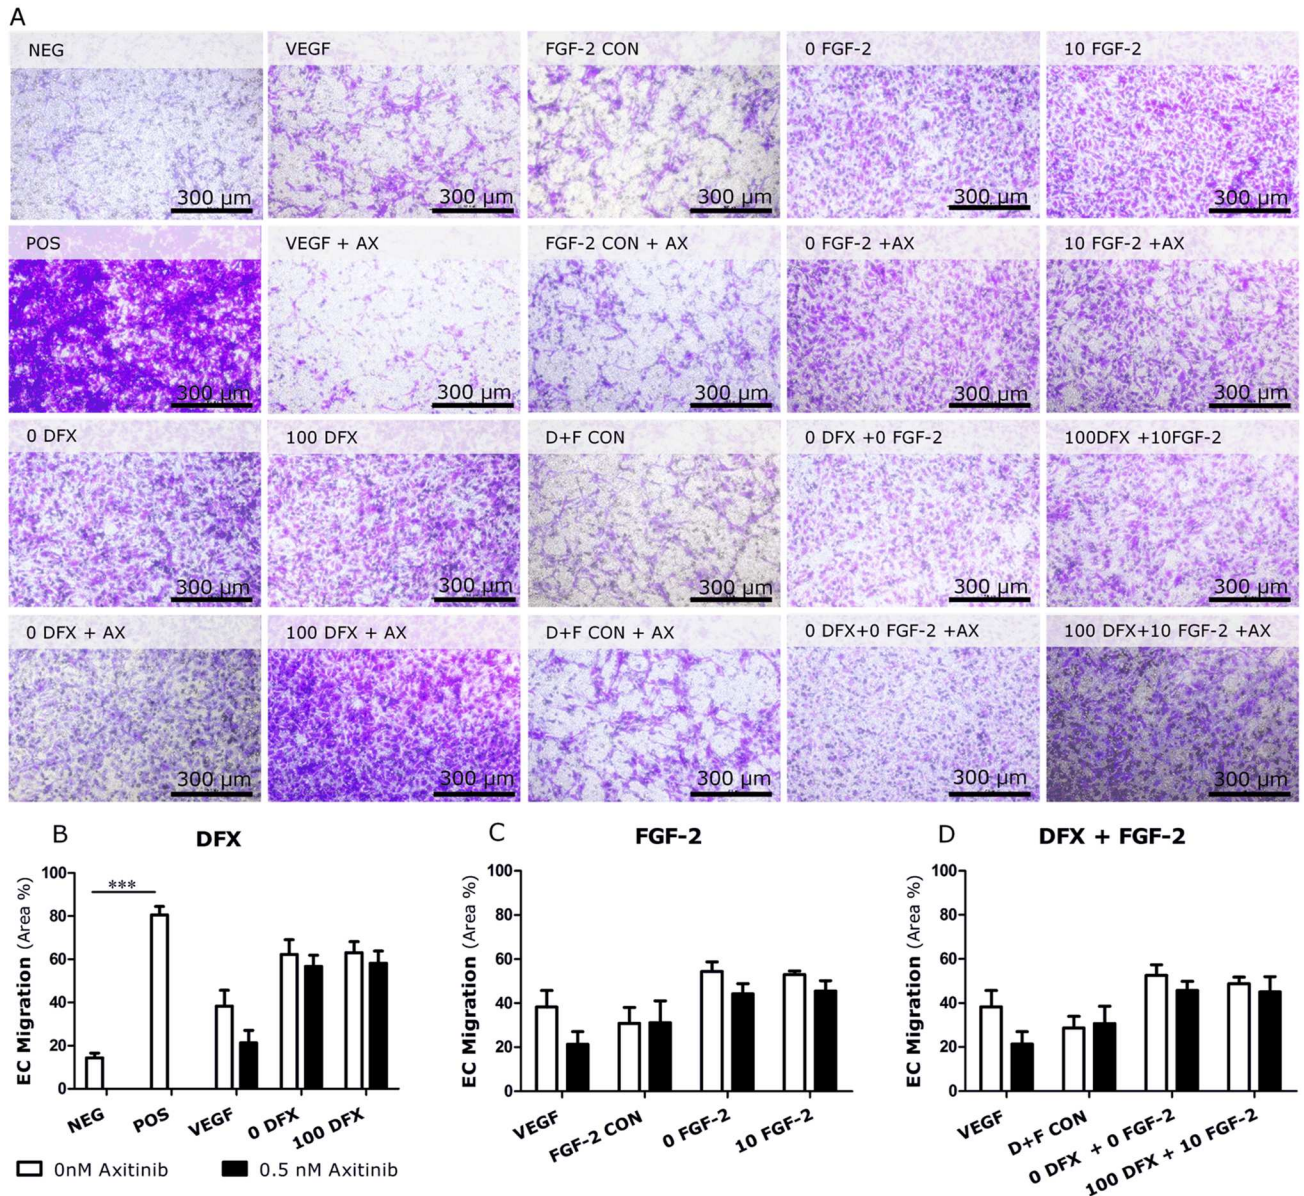 A
NEG
VEGF
FGF-2 CON
0 FGF-2
10 FGF-2
300 µm
300 µm
300 µm
300 µm
300 µm
POS
VEGF + AX
FGF-2 CON + AX
0 FGF-2 +AX
10 FGF-2 +AX
300 µm
300 µm
300 µm
300 µm
300 µm
0 DFX
100 DFX
D+F CON
0 DFX +0 FGF-2
100DFX +10FGF-2
300 µm
300 µm
300 µm
300 µm
300 µm
0 DFX + AX
100 DFX + AX
D+F CON + AX
0 DFX+0 FGF-2 +AX
100 DFX+10 FGF-2 +AX
300 µm
300 µm
300 µm
300 µm
300 µm
B
DFX
EC Migration (Area %)
100
80
60
40
20
0
***
NEG
POS
VEGF
0 DFX
100 DFX
C
FGF-2
EC Migration (Area %)
100
80
60
40
20
0
VEGF
FGF-2 CON
0 FGF-2
10 FGF-2
D
DFX + FGF-2
EC Migration (Area %)
100
80
60
40
20
0
VEGF
D+F CON
0 DFX + 0 FGF-2
100 DFX + 10 FGF-2
0nM Axitinib
0.5 nM Axitinib